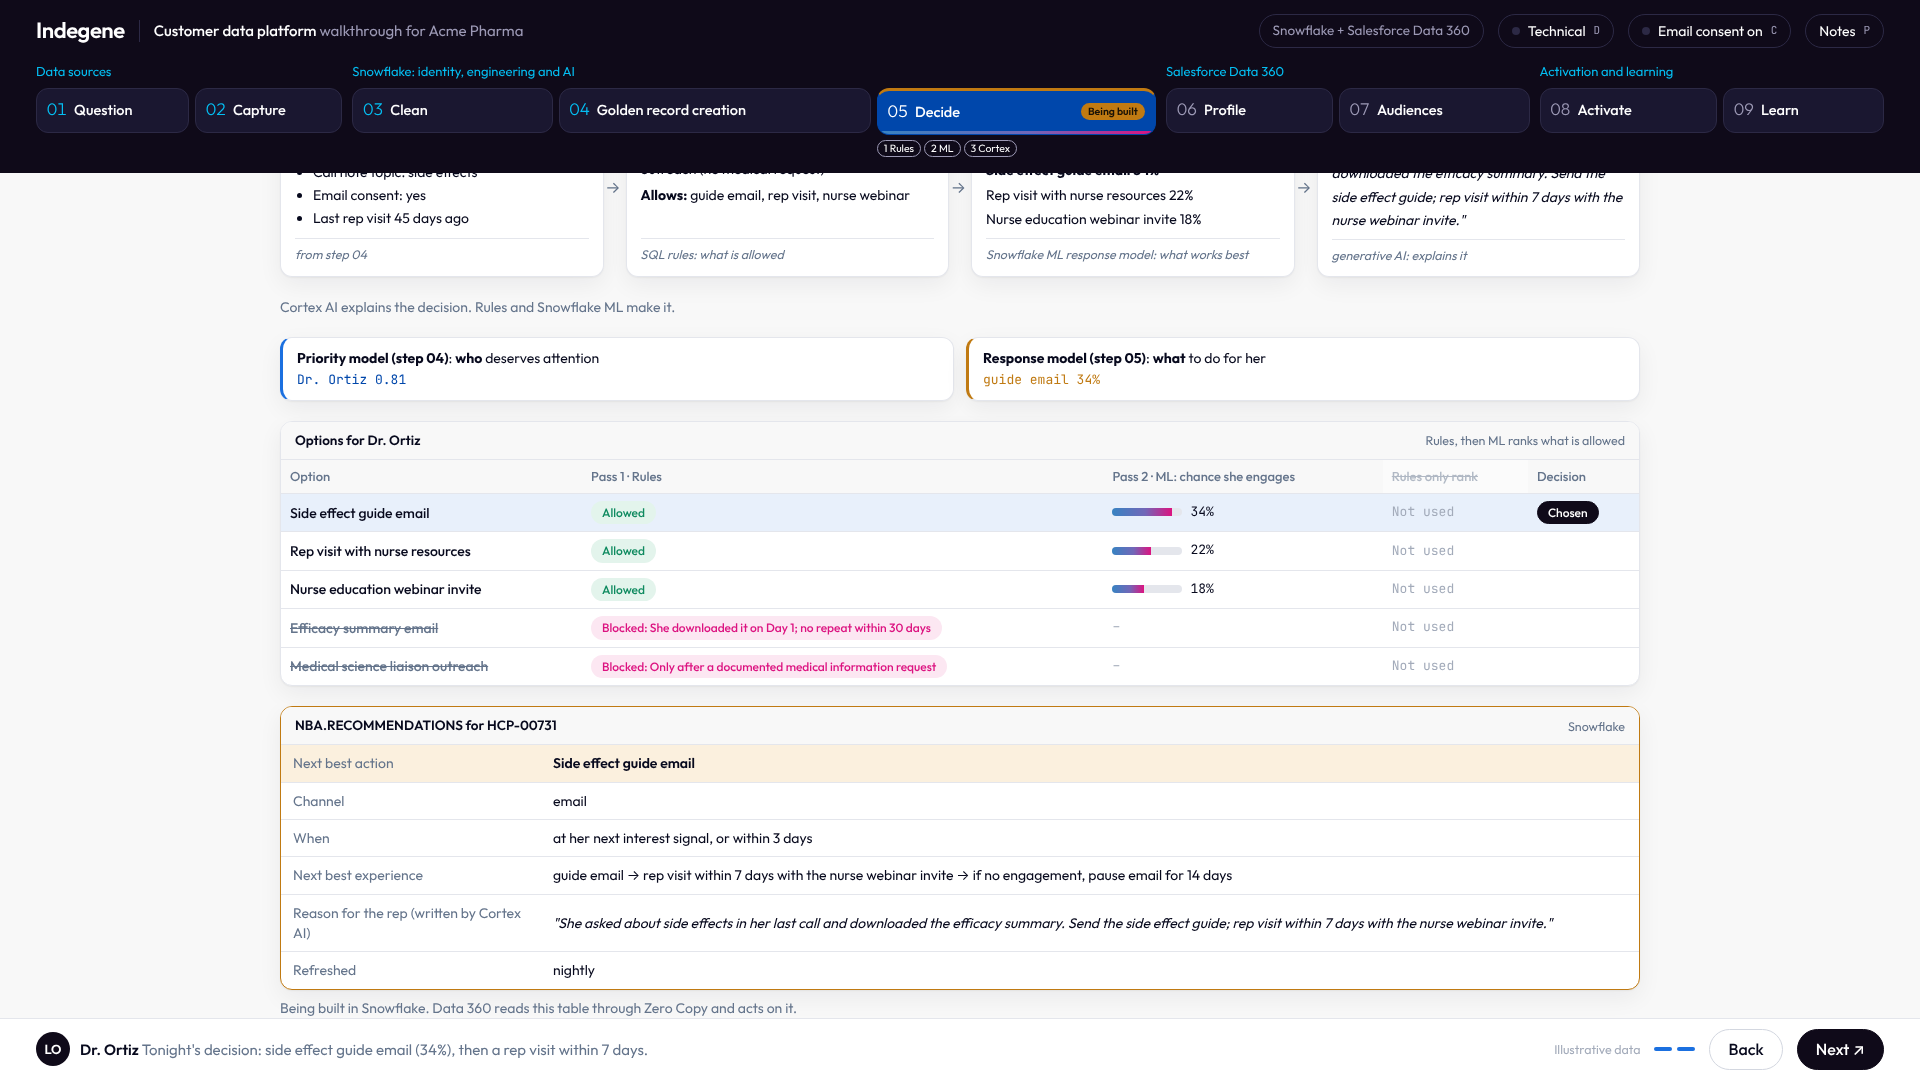 Indegene
Customer data platform walkthrough for Acme Pharma
Snowflake + Salesforce Data 360
Technical D
Email consent on C
Notes P
Data sources
Snowflake: identity, engineering and AI
Salesforce Data 360
Activation and learning
01 Question
02 Capture
03 Clean
04 Golden record creation
05 Decide
Being built
06 Profile
07 Audiences
08 Activate
09 Learn
1 Rules
2 ML
3 Cortex
Call note topic: side effects
Email consent: yes
Last rep visit 45 days ago
from step 04
→
Allows: guide email, rep visit, nurse webinar
SQL rules: what is allowed
→
Rep visit with nurse resources 22%
Nurse education webinar invite 18%
Snowflake ML response model: what works best
→
downloaded the efficacy summary. Send the
side effect guide; rep visit within 7 days with the
nurse webinar invite."
generative AI: explains it
Cortex AI explains the decision. Rules and Snowflake ML make it.
Priority model (step 04): who deserves attention
Dr. Ortiz 0.81
Response model (step 05): what to do for her
guide email 34%
Options for Dr. Ortiz
Rules, then ML ranks what is allowed
Option
Pass 1 · Rules
Pass 2 · ML: chance she engages
Rules only rank
Decision
Side effect guide email
Allowed
34%
Not used
Chosen
Rep visit with nurse resources
Allowed
22%
Not used
Nurse education webinar invite
Allowed
18%
Not used
Efficacy summary email
Blocked: She downloaded it on Day 1; no repeat within 30 days
–
Not used
Medical science liaison outreach
Blocked: Only after a documented medical information request
–
Not used
NBA.RECOMMENDATIONS for HCP-00731
Snowflake
Next best action
Side effect guide email
Channel
email
When
at her next interest signal, or within 3 days
Next best experience
guide email → rep visit within 7 days with the nurse webinar invite → if no engagement, pause email for 14 days
Reason for the rep (written by Cortex
AI)
"She asked about side effects in her last call and downloaded the efficacy summary. Send the side effect guide; rep visit within 7 days with the nurse webinar invite."
Refreshed
nightly
Being built in Snowflake. Data 360 reads this table through Zero Copy and acts on it.
LO
Dr. Ortiz Tonight's decision: side effect guide email (34%), then a rep visit within 7 days.
Illustrative data
Back
Next ↗